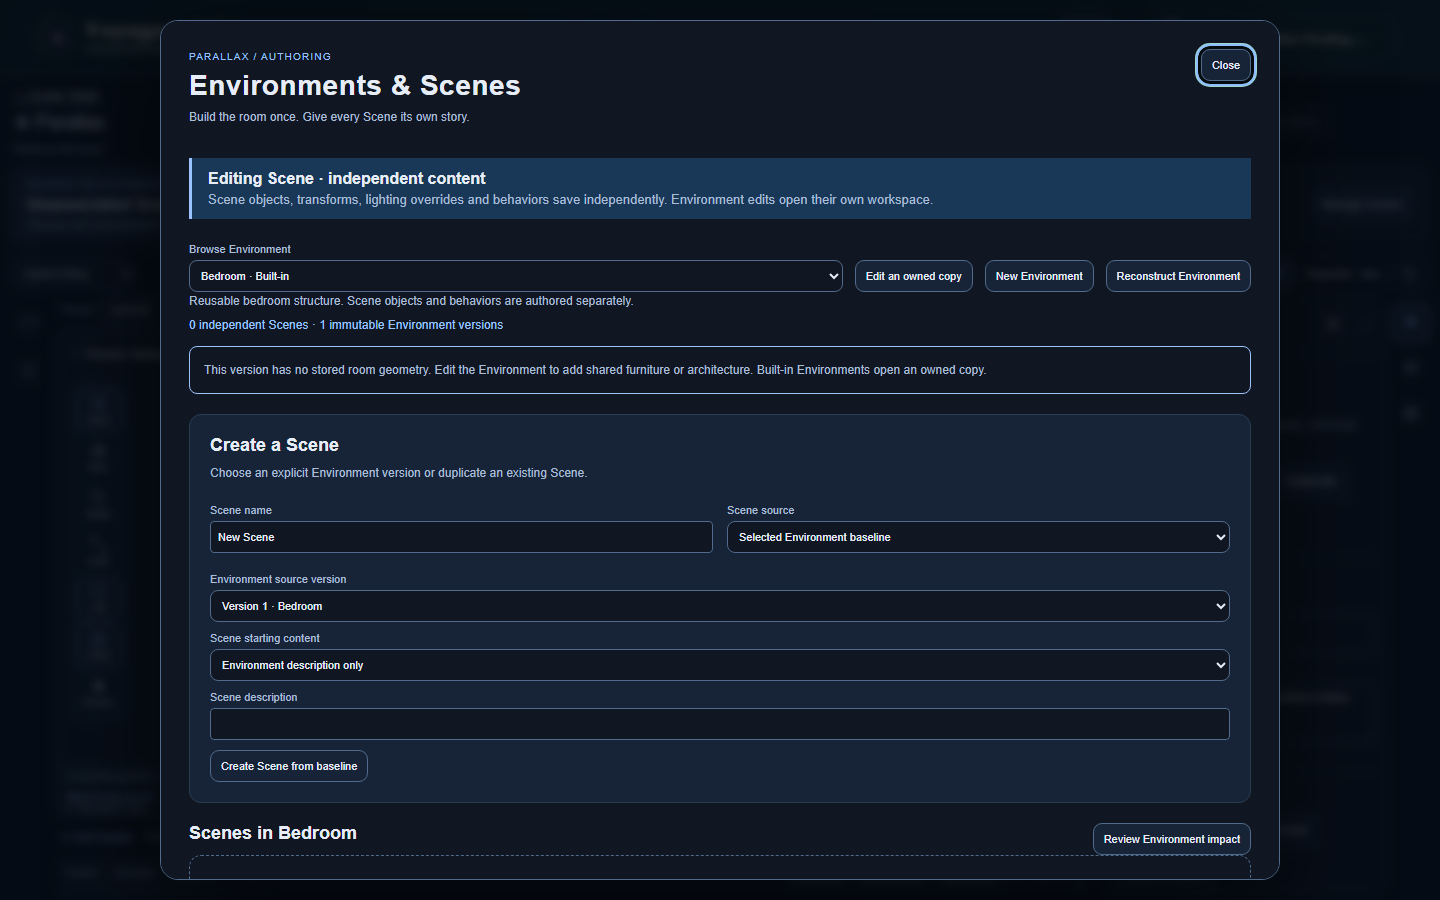 PARALLAX / AUTHORING
Environments & Scenes
Build the room once. Give every Scene its own story.
Close
Editing Scene · independent content
Scene objects, transforms, lighting overrides and behaviors save independently. Environment edits open their own workspace.
Browse Environment
Bedroom · Built-in
Edit an owned copy
New Environment
Reconstruct Environment
Reusable bedroom structure. Scene objects and behaviors are authored separately.
0 independent Scenes · 1 immutable Environment versions
This version has no stored room geometry. Edit the Environment to add shared furniture or architecture. Built-in Environments open an owned copy.
Create a Scene
Choose an explicit Environment version or duplicate an existing Scene.
Scene name
Scene source
New Scene
Selected Environment baseline
Environment source version
Version 1 · Bedroom
Scene starting content
Environment description only
Scene description
Create Scene from baseline
Scenes in Bedroom
Review Environment impact